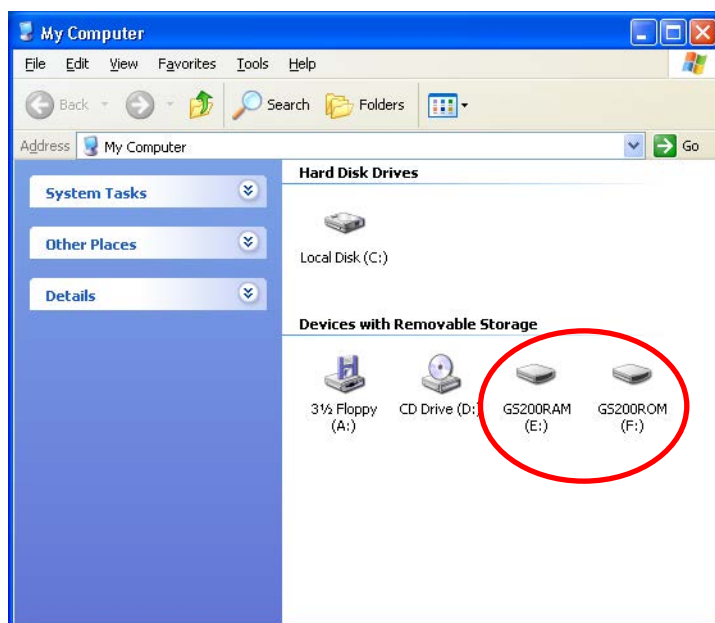 My Computer
File Edit View Favorites Tools Help
Back Search Folders
Address My Computer Go
System Tasks
Other Places
Details
Hard Disk Drives
Local Disk (C:)
Devices with Removable Storage
3½ Floppy (A:)
CD Drive (D:)
GS200RAM (E:)
GS200ROM (F:)